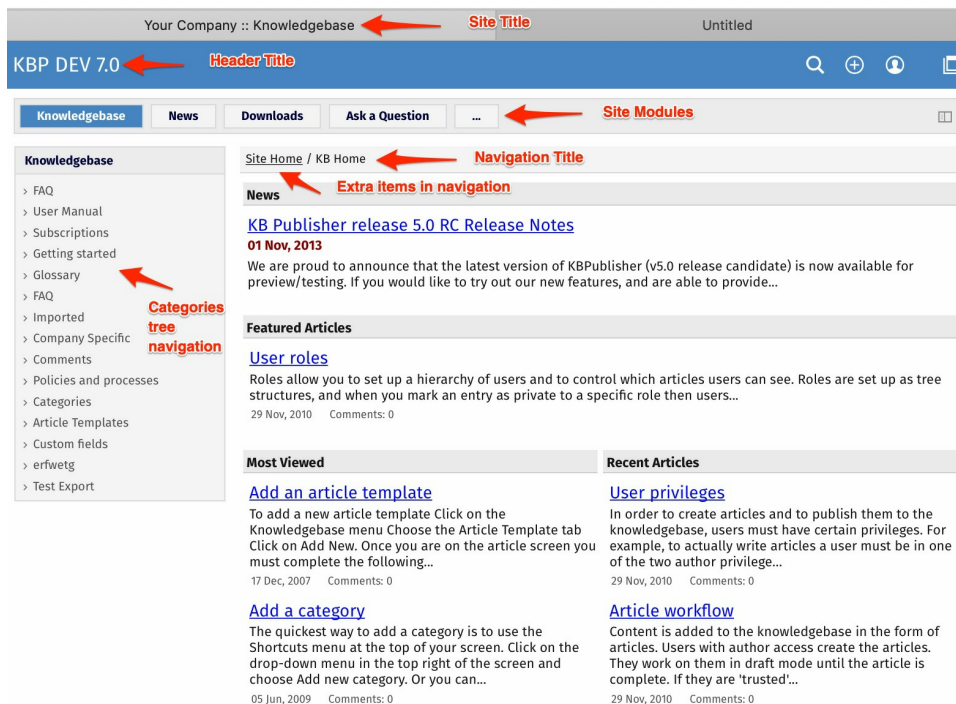 Your Company :: Knowledgebase
Site Title
Untitled
KBP DEV 7.0
Header Title
Knowledgebase
News
Downloads
Ask a Question
...
Site Modules
Knowledgebase
> FAQ
> User Manual
> Subscriptions
> Getting started
> Glossary
> FAQ
> Imported
> Company Specific
> Comments
> Policies and processes
> Categories
> Article Templates
> Custom fields
> erfwetg
> Test Export
Categories
tree
navigation
Site Home / KB Home
Navigation Title
Extra items in navigation
News
KB Publisher release 5.0 RC Release Notes
01 Nov, 2013
We are proud to announce that the latest version of KBPublisher (v5.0 release candidate) is now available for
preview/testing. If you would like to try out our new features, and are able to provide...
Featured Articles
User roles
Roles allow you to set up a hierarchy of users and to control which articles users can see. Roles are set up as tree
structures, and when you mark an entry as private to a specific role then users...
29 Nov, 2010 Comments: 0
Most Viewed
Add an article template
To add a new article template Click on the
Knowledgebase menu Choose the Article Template tab
Click on Add New. Once you are on the article screen you
must complete the following...
17 Dec, 2007 Comments: 0
Add a category
The quickest way to add a category is to use the
Shortcuts menu at the top of your screen. Click on the
drop-down menu in the top right of the screen and
choose Add new category. Or you can...
05 Jun, 2009 Comments: 0
Recent Articles
User privileges
In order to create articles and to publish them to the
knowledgebase, users must have certain privileges. For
example, to actually write articles a user must be in one
of the two author privilege...
29 Nov, 2010 Comments: 0
Article workflow
Content is added to the knowledgebase in the form of
articles. Users with author access create the articles.
They work on them in draft mode until the article is
complete. If they are 'trusted'...
29 Nov, 2010 Comments: 0